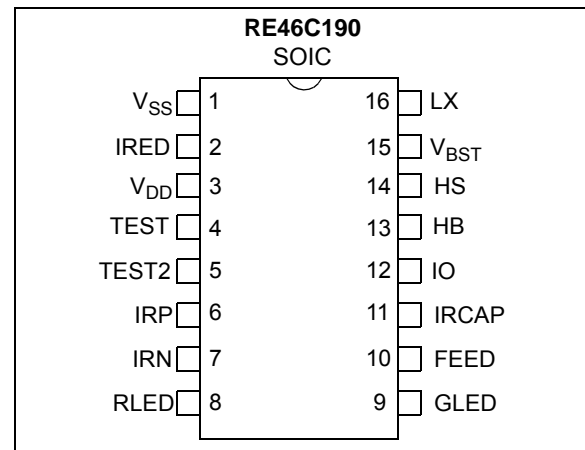 RE46C190
SOIC
VSS 1 16 LX
IRED 2 15 VBST
VDD 3 14 HS
TEST 4 13 HB
TEST2 5 12 IO
IRP 6 11 IRCAP
IRN 7 10 FEED
RLED 8 9 GLED